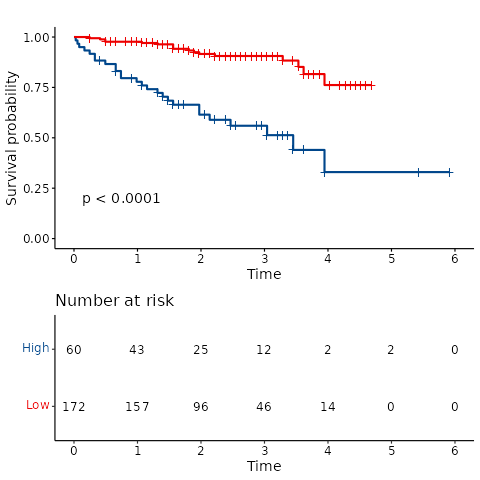 1.00
0.75
0.50
0.25
0.00
Survival probability
p < 0.0001
0 1 2 3 4 5 6
Time
Number at risk
High 60 43 25 12 2 2 0
Low 172 157 96 46 14 0 0
0 1 2 3 4 5 6
Time